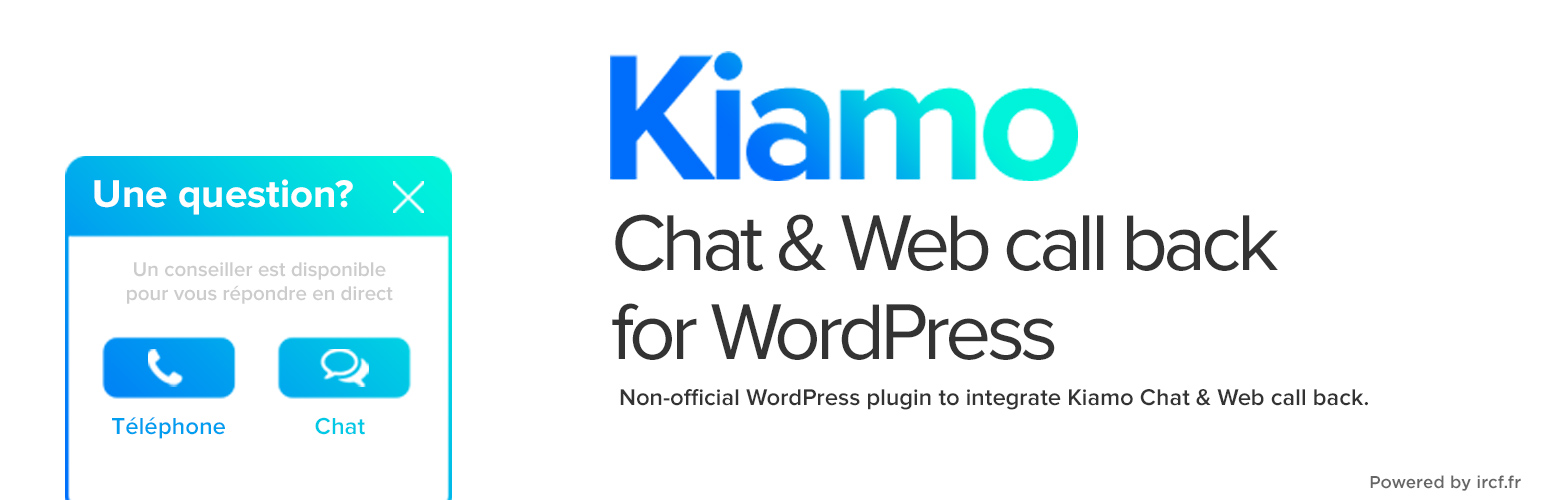 Kiamo
Chat & Web call back
for WordPress
Non-official WordPress plugin to integrate Kiamo Chat & Web call back.
Une question?
Un conseiller est disponible
pour vous répondre en direct
Téléphone
Chat
Powered by ircf.fr